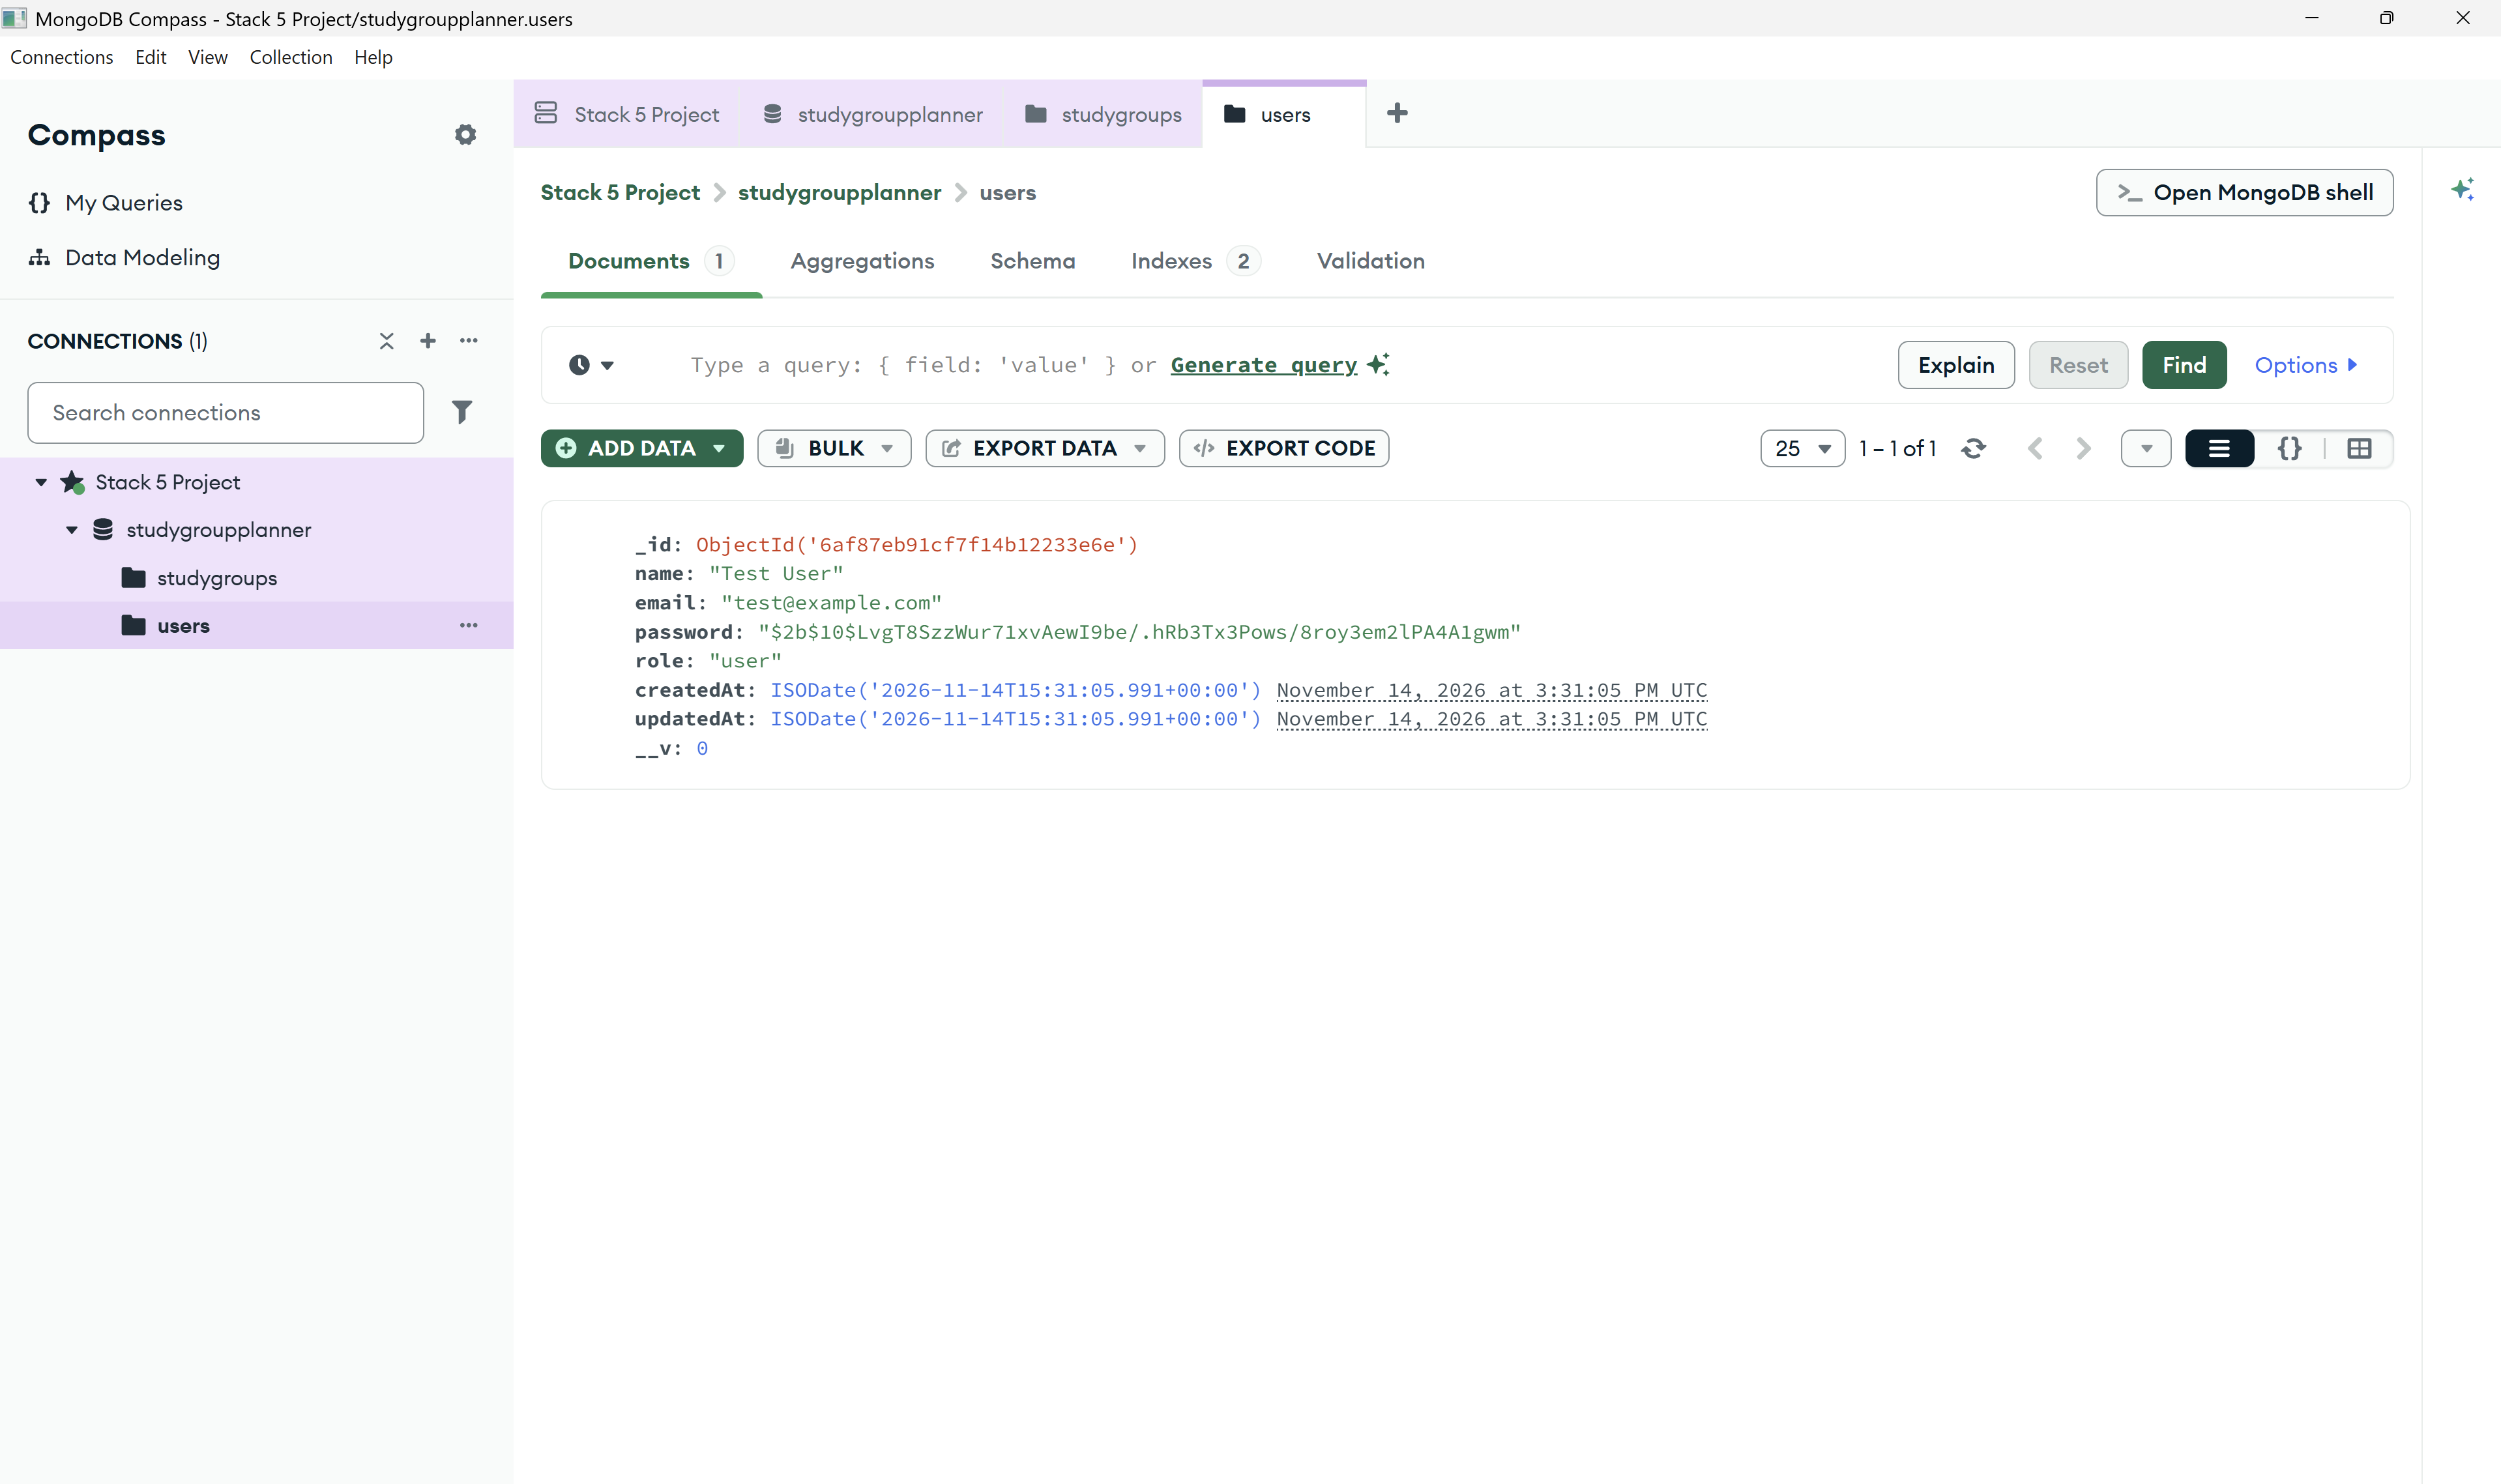 MongoDB Compass - Stack 5 Project/studygroupplanner.users
Connections Edit View Collection Help
Compass
My Queries
Data Modeling
CONNECTIONS (1)
Search connections
Stack 5 Project
studygroupplanner
studygroups
users
Stack 5 Project studygroupplanner studygroups users
Stack 5 Project studygroupplanner users
Open MongoDB shell
Documents 1 Aggregations Schema Indexes 2 Validation
Type a query: { field: 'value' } or Generate query
Explain Reset Find Options
ADD DATA BULK EXPORT DATA EXPORT CODE
25 1 – 1 of 1
_id: ObjectId('6af87eb91cf7f14b12233e6e')
name: "Test User"
email: "test@example.com"
password: "$2b$10$LvgT8SzzWur71xvAewI9be/.hRb3Tx3Pows/8roy3em2lPA4A1gwm"
role: "user"
createdAt: ISODate('2026-11-14T15:31:05.991+00:00') November 14, 2026 at 3:31:05 PM UTC
updatedAt: ISODate('2026-11-14T15:31:05.991+00:00') November 14, 2026 at 3:31:05 PM UTC
__v: 0